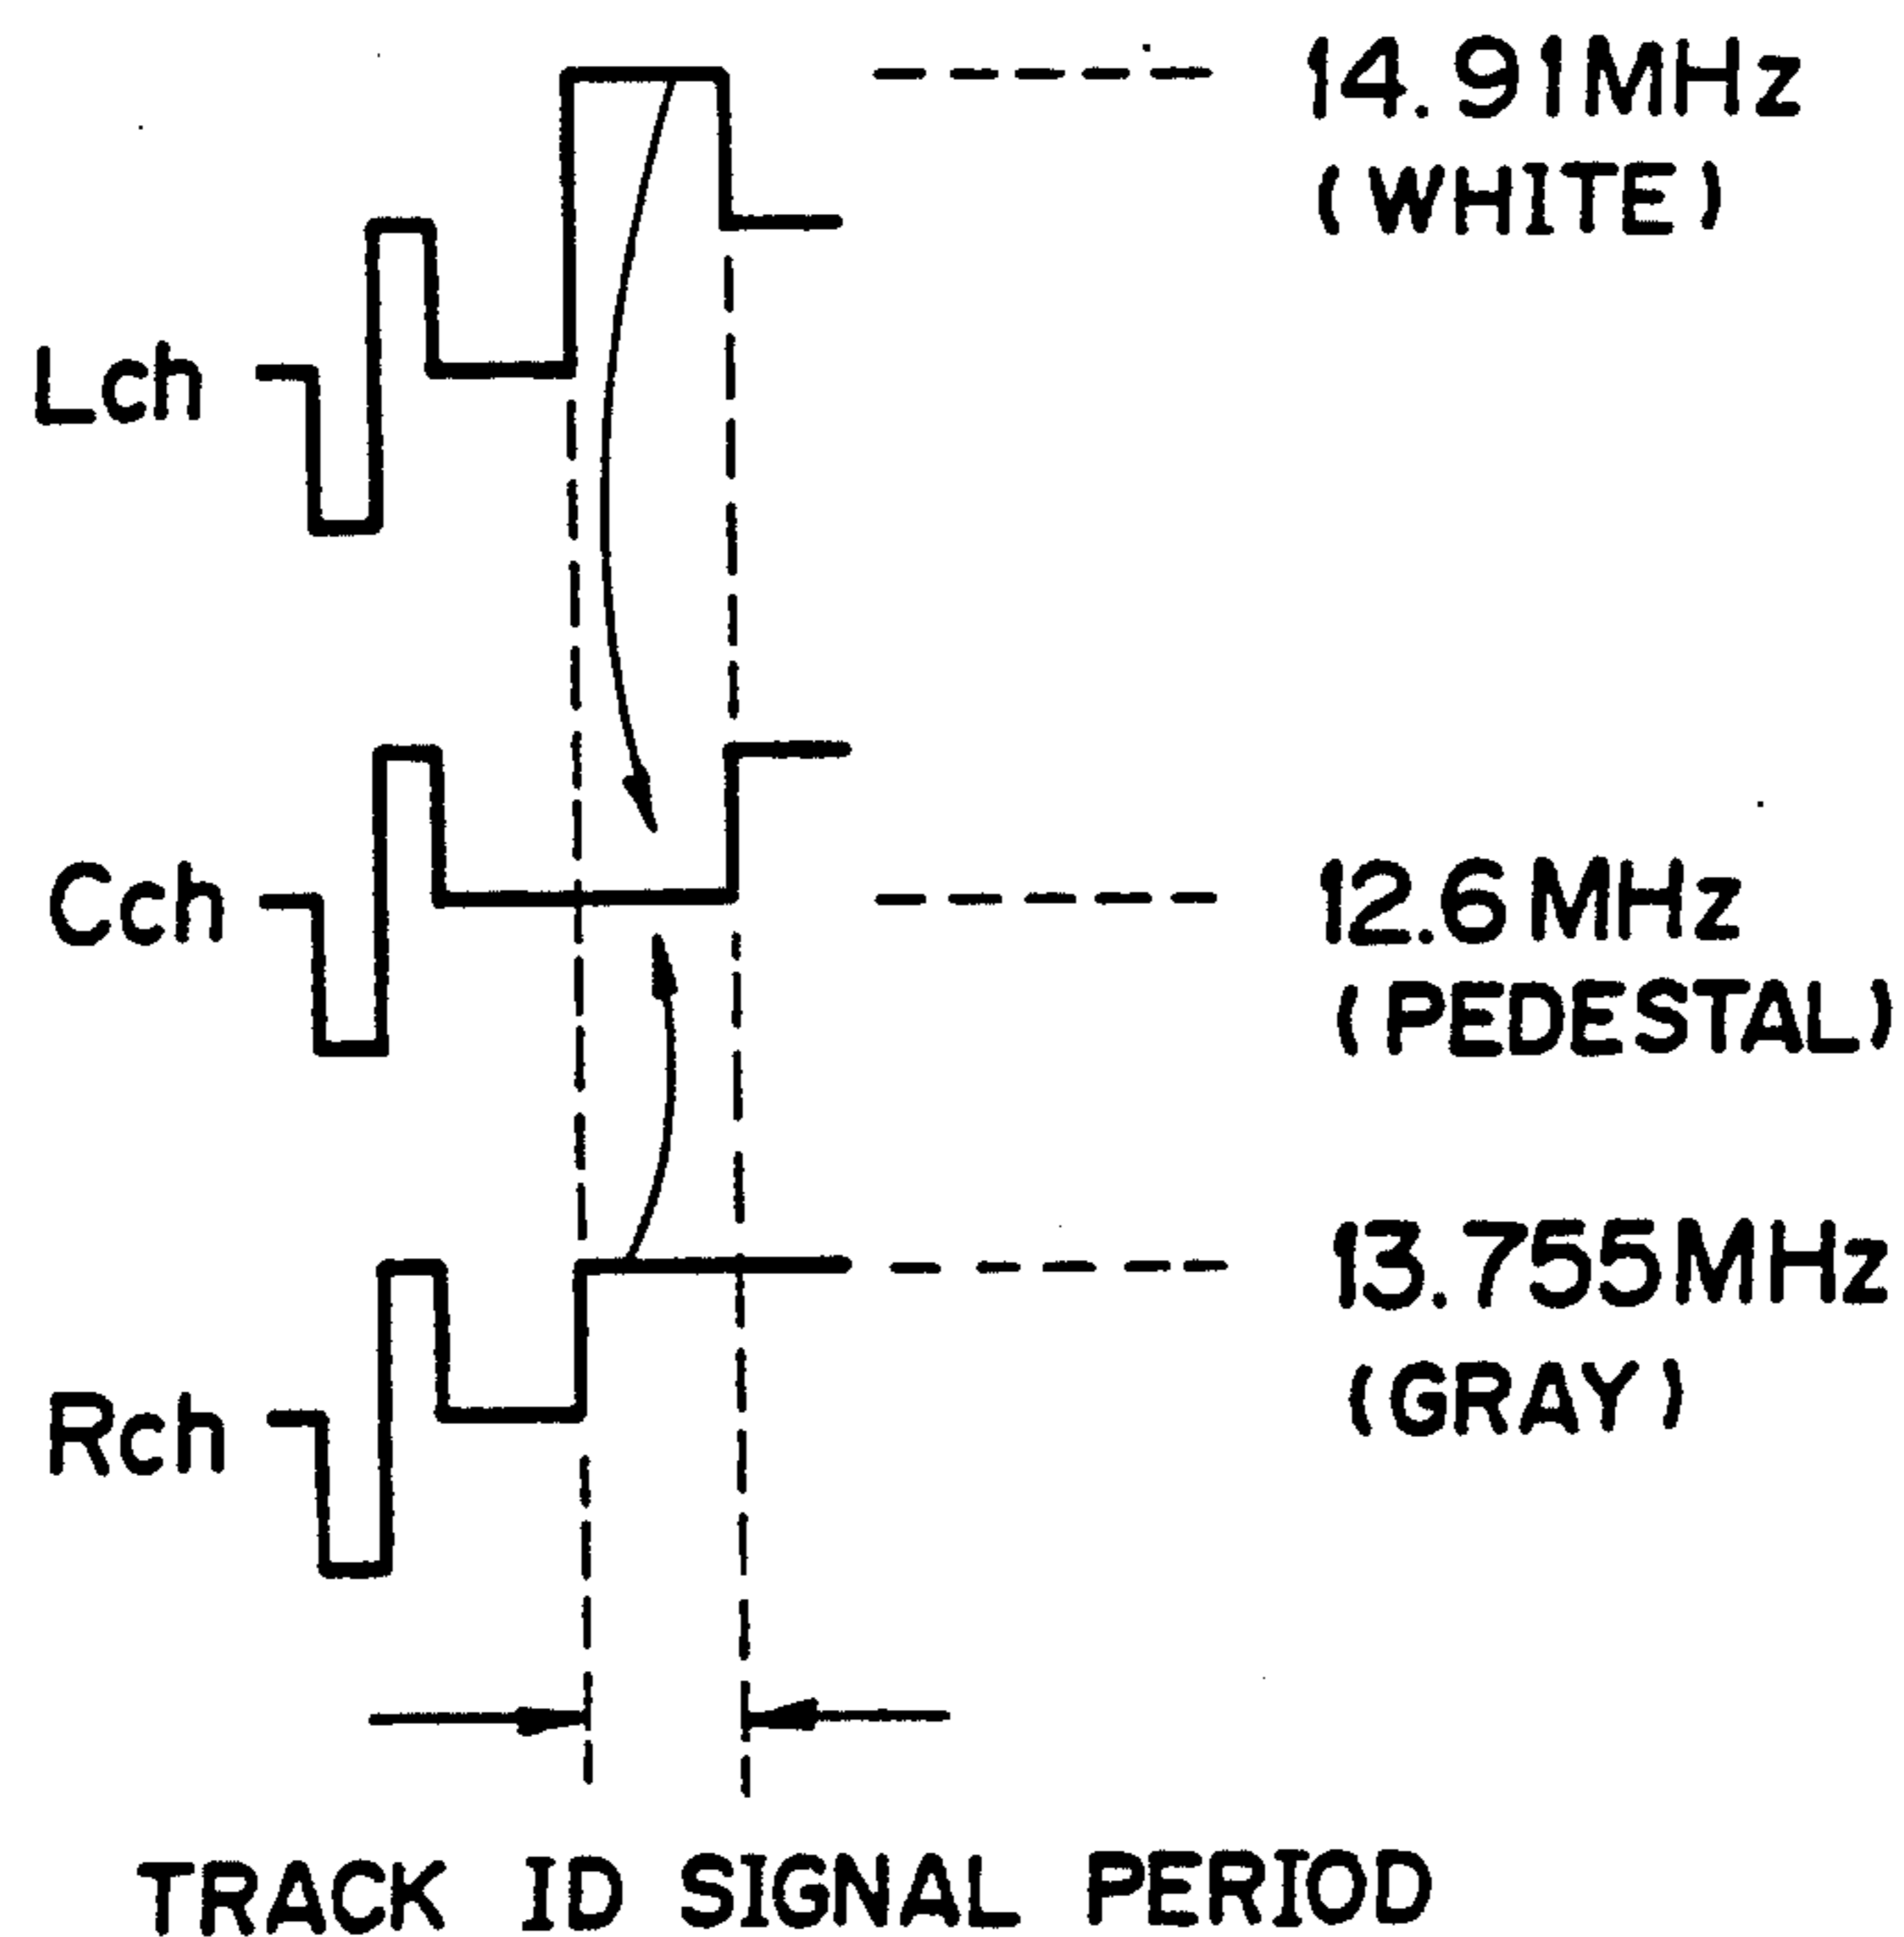 14.91MHz
(WHITE)
Lch
Cch
12.6MHz
(PEDESTAL)
13.755MHz
(GRAY)
Rch
TRACK ID SIGNAL PERIOD